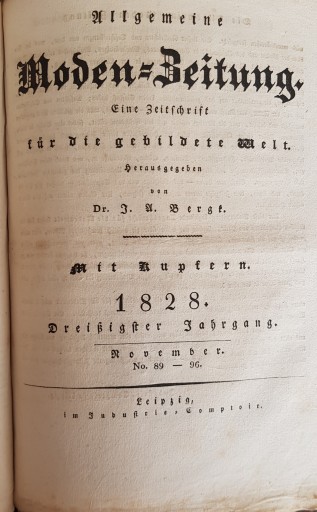 Allgemeine
Moden=Zeitung.
Eine Zeitschrift
für die gebildete Welt.
Herausgegeben
von
Dr. J. A. Bergk.
Mit Kupfern.
1828.
Dreißigster Jahrgang.
November.
No. 89 — 96.
Leipzig,
im Industrie=Comptoir.